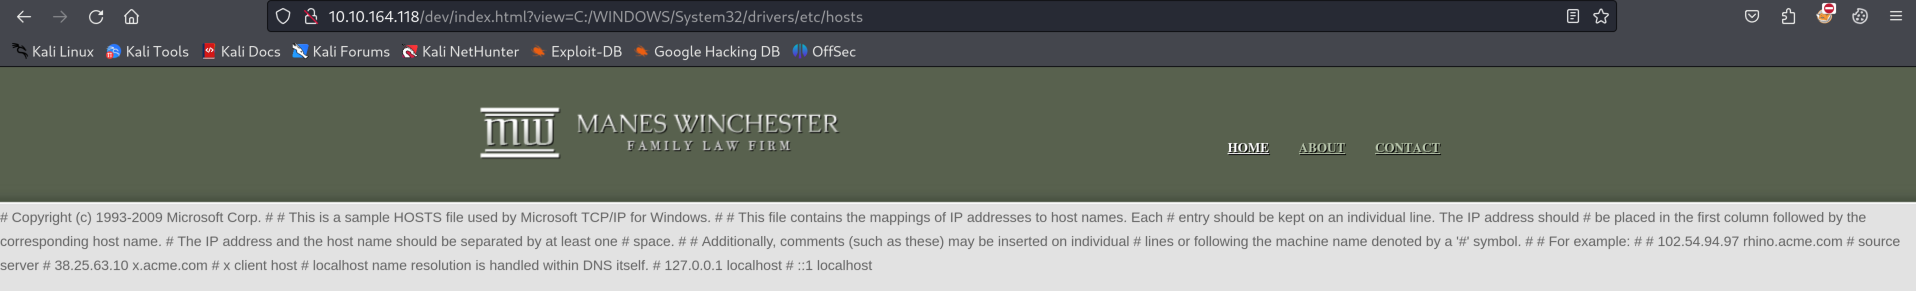 10.10.164.118/dev/index.html?view=C:/WINDOWS/System32/drivers/etc/hosts
Kali Linux Kali Tools Kali Docs Kali Forums Kali NetHunter Exploit-DB Google Hacking DB OffSec
mw MANES WINCHESTER
FAMILY LAW FIRM
HOME ABOUT CONTACT
# Copyright (c) 1993-2009 Microsoft Corp. # # This is a sample HOSTS file used by Microsoft TCP/IP for Windows. # # This file contains the mappings of IP addresses to host names. Each # entry should be kept on an individual line. The IP address should # be placed in the first column followed by the
corresponding host name. # The IP address and the host name should be separated by at least one # space. # # Additionally, comments (such as these) may be inserted on individual # lines or following the machine name denoted by a '#' symbol. # # For example: # # 102.54.94.97 rhino.acme.com # source
server # 38.25.63.10 x.acme.com # x client host # localhost name resolution is handled within DNS itself. # 127.0.0.1 localhost # ::1 localhost